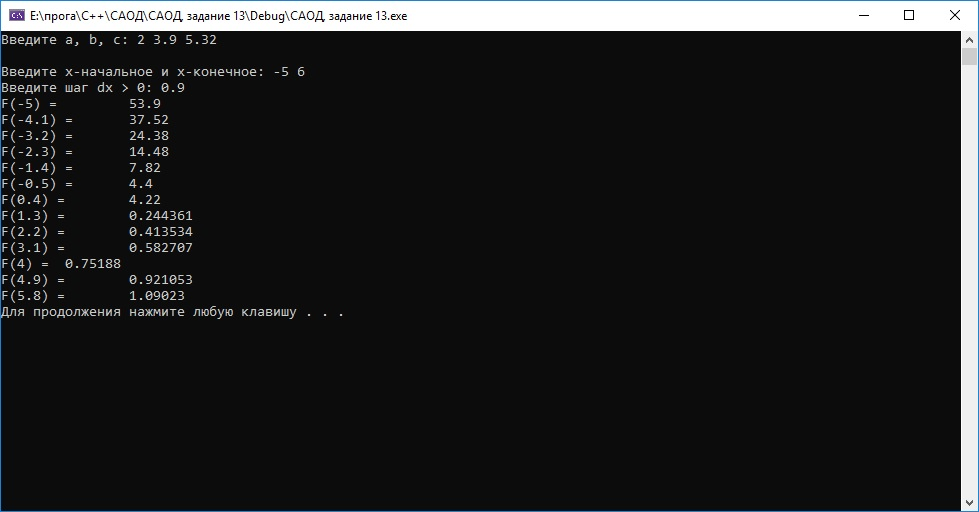 E:\прога\C++\САОД\САОД, задание 13\Debug\САОД, задание 13.exe
Введите a, b, c: 2 3.9 5.32
Введите x-начальное и x-конечное: -5 6
Введите шаг dx > 0: 0.9
F(-5) = 53.9
F(-4.1) = 37.52
F(-3.2) = 24.38
F(-2.3) = 14.48
F(-1.4) = 7.82
F(-0.5) = 4.4
F(0.4) = 4.22
F(1.3) = 0.244361
F(2.2) = 0.413534
F(3.1) = 0.582707
F(4) = 0.75188
F(4.9) = 0.921053
F(5.8) = 1.09023
Для продолжения нажмите любую клавишу . . .